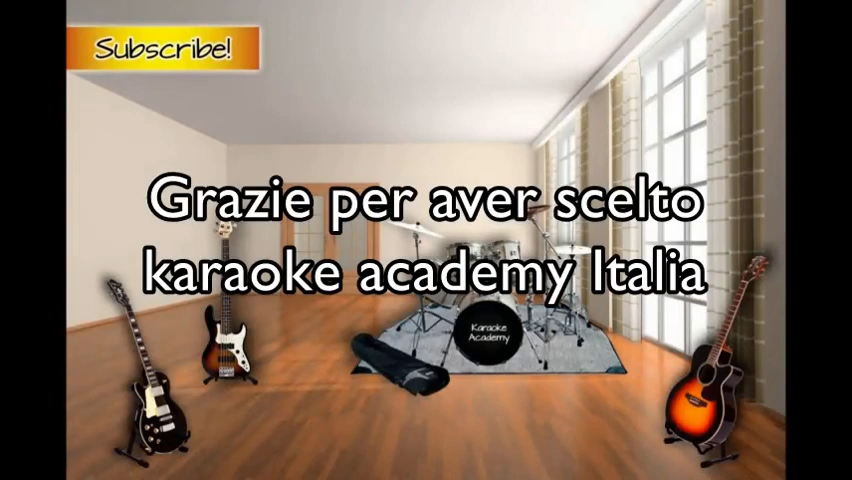 Subscribe!
Grazie per aver scelto
karaoke academy Italia
Karaoke
Academy